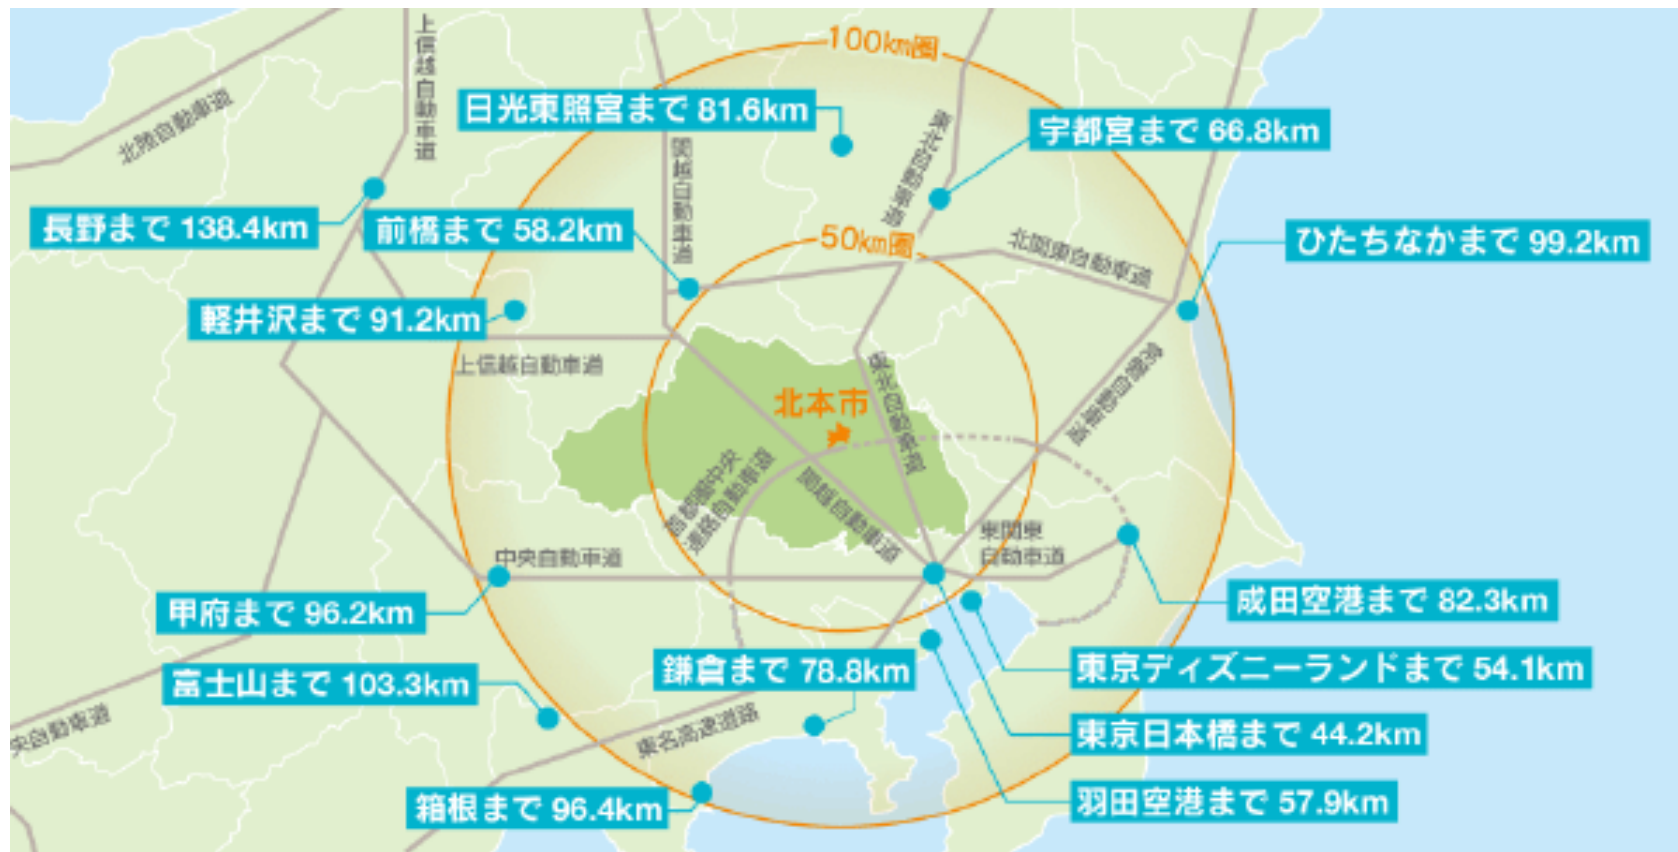 100km圏
上信越自動車道
北陸自動車道
日光東照宮まで 81.6km
宇都宮まで 66.8km
東北自動車道
関越自動車道
長野まで 138.4km
前橋まで 58.2km
50km圏
北関東自動車道
ひたちなかまで 99.2km
軽井沢まで 91.2km
上信越自動車道
東北自動車道
常磐自動車道
北本市
首都圏中央
連絡自動車道
関越自動車道
東関東
自動車道
中央自動車道
甲府まで 96.2km
成田空港まで 82.3km
富士山まで 103.3km
鎌倉まで 78.8km
東京ディズニーランドまで 54.1km
央自動車道
東名高速道路
東京日本橋まで 44.2km
箱根まで 96.4km
羽田空港まで 57.9km